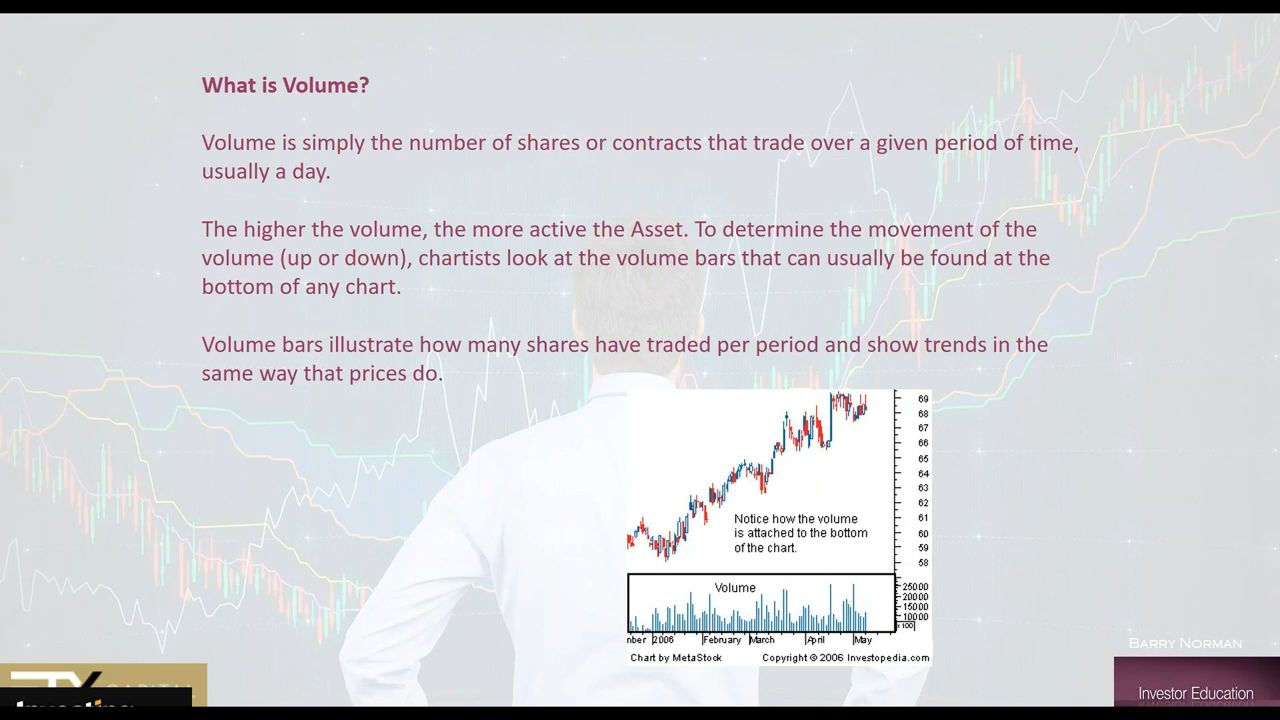 What is Volume?
Volume is simply the number of shares or contracts that trade over a given period of time,
usually a day.
The higher the volume, the more active the Asset. To determine the movement of the
volume (up or down), chartists look at the volume bars that can usually be found at the
bottom of any chart.
Volume bars illustrate how many shares have traded per period and show trends in the
same way that prices do.
69
68
67
66
65
64
63
62
61
60
59
58
Notice how the volume
is attached to the bottom
of the chart.
Volume
25000
20000
15000
10000
x100
nber 2006 February March April May
Chart by MetaStock Copyright © 2006 Investopedia.com
BARRY NORMAN
CAPITAL
Investing
Investor Education